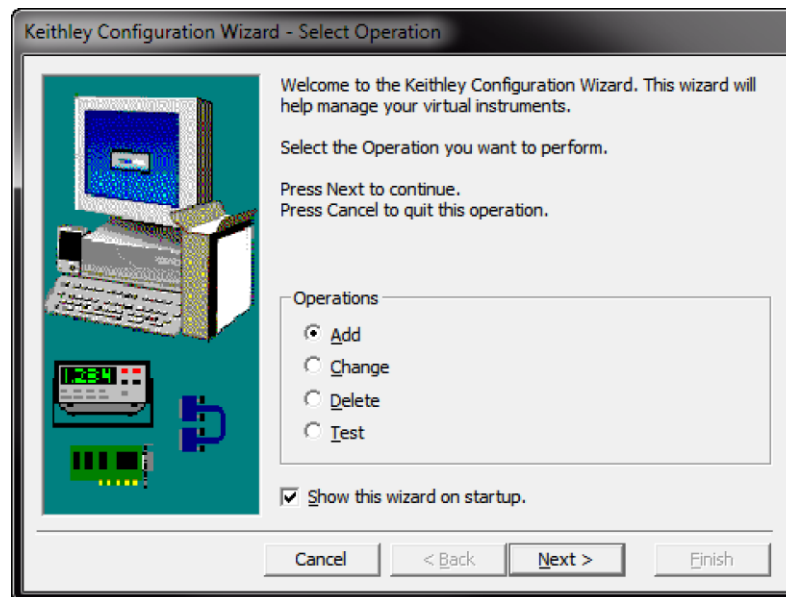 Keithley Configuration Wizard - Select Operation
Welcome to the Keithley Configuration Wizard. This wizard will
help manage your virtual instruments.
Select the Operation you want to perform.
Press Next to continue.
Press Cancel to quit this operation.
Operations
Add
Change
Delete
Test
1.234
Show this wizard on startup.
Cancel
< Back
Next >
Finish